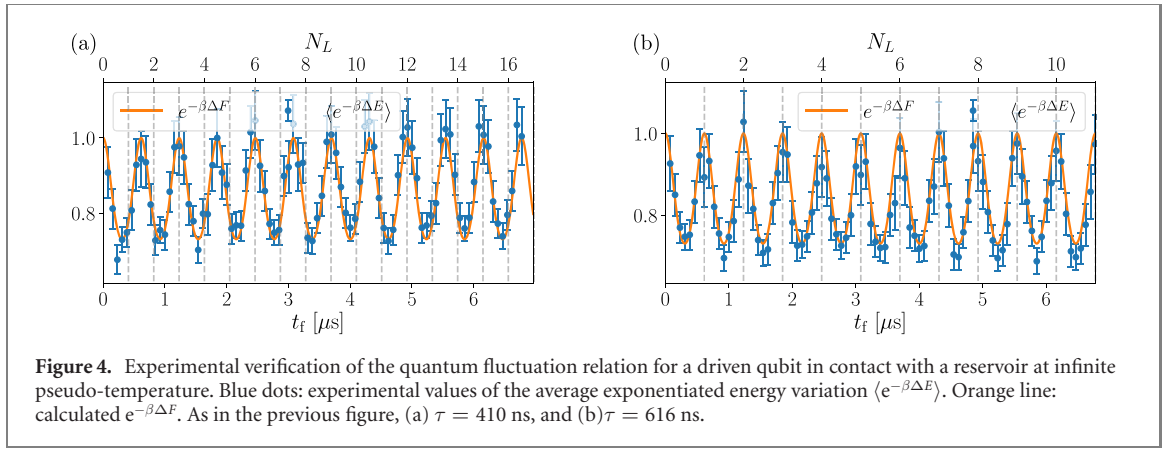 (a)
N_L
0 2 4 6 8 10 12 14 16
e^{−βΔF} ⟨e^{−βΔE}⟩
1.0
0.8
0 1 2 3 4 5 6
t_f [μs]
(b)
N_L
0 2 4 6 8 10
e^{−βΔF} ⟨e^{−βΔE}⟩
1.0
0.8
0 1 2 3 4 5 6
t_f [μs]
Figure 4. Experimental verification of the quantum fluctuation relation for a driven qubit in contact with a reservoir at infinite
pseudo-temperature. Blue dots: experimental values of the average exponentiated energy variation ⟨e^{−βΔE}⟩. Orange line:
calculated e^{−βΔF}. As in the previous figure, (a) τ = 410 ns, and (b)τ = 616 ns.